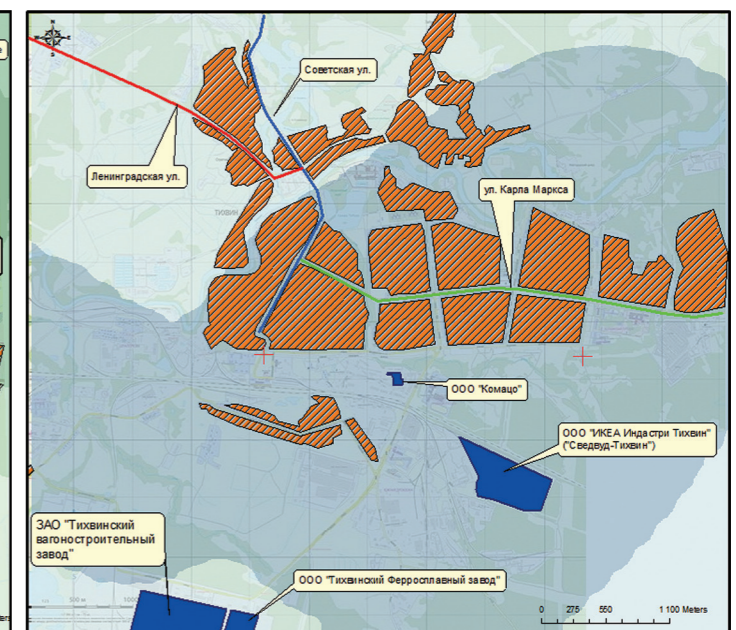 N
W E
S
Советская ул.
Ленинградская ул.
ТИХВИН
ул. Карла Маркса
ООО "Комацо"
ООО "ИКЕА Индастри Тихвин"
("Сведвуд-Тихвин")
ЗАО "Тихвинский
вагоностроительный
завод"
ООО "Тихвинский Ферросплавный завод"
0 275 550 1 100 Meters